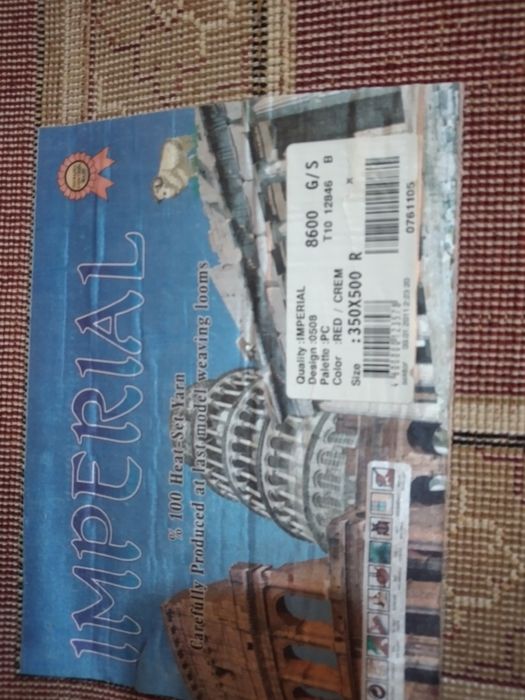 IMPERIAL
% 100 Heat-Set Yarn
Carefully Produced at last model weaving looms
Quality :IMPERIAL
8600 G/S
Design :0508
T10 12846 B
Palette :PC
Color :RED / CREM
Size :350X500 R
0761105